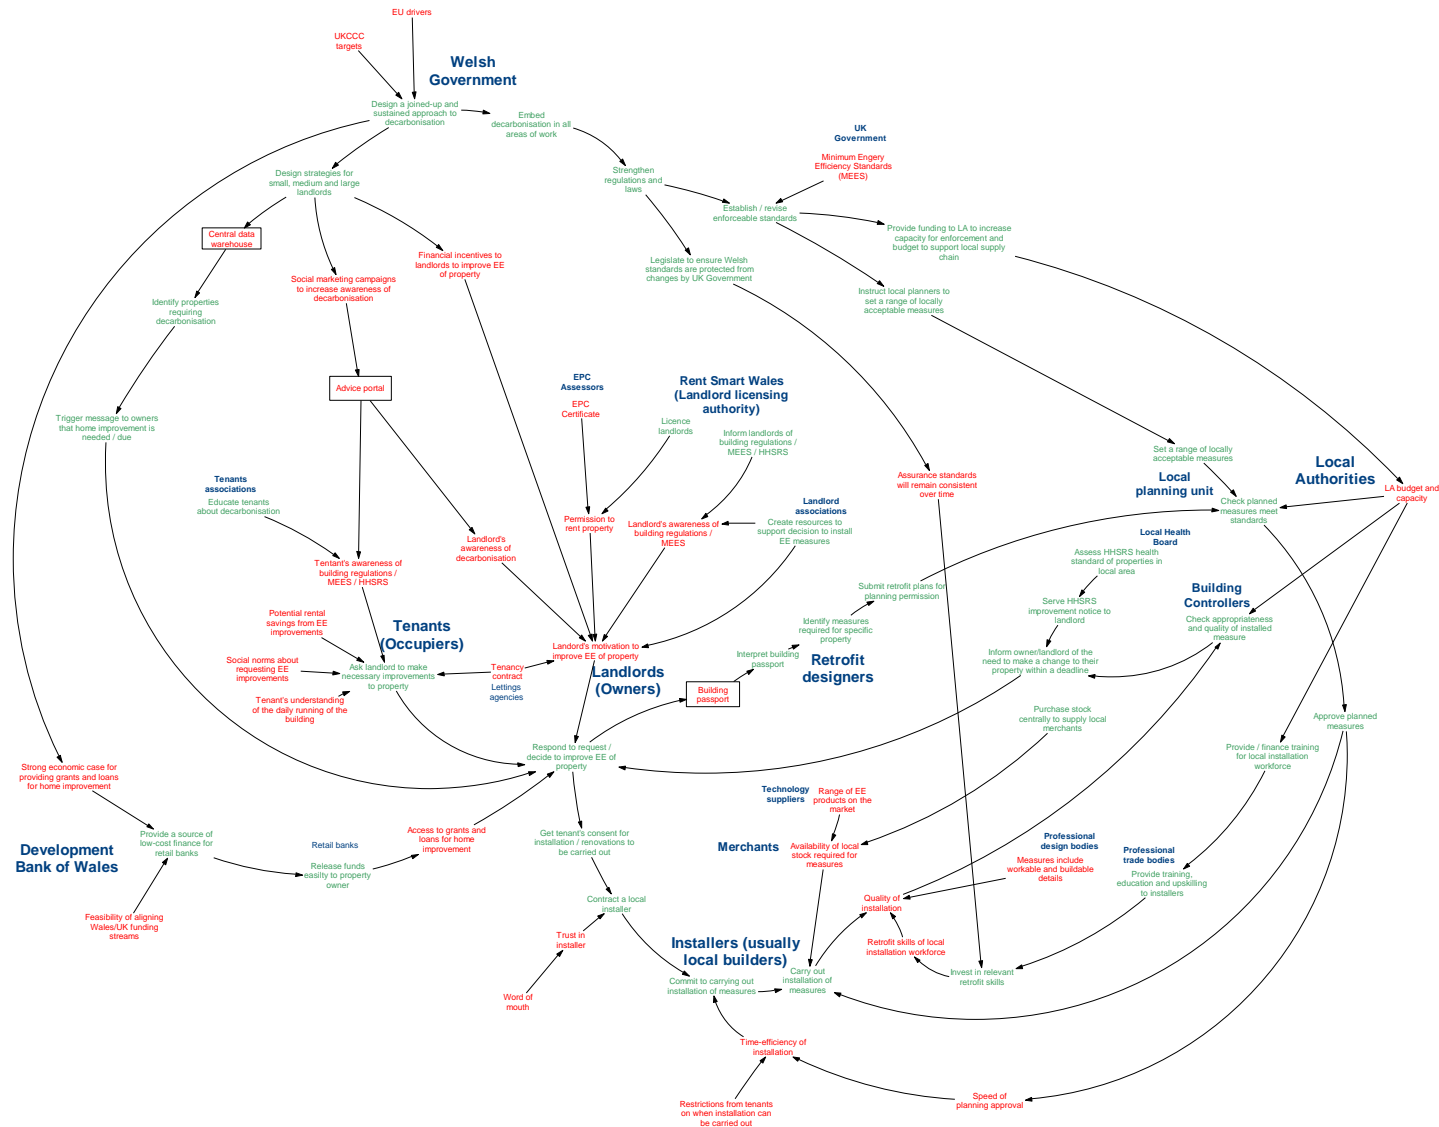 EU drivers
UKCCC
targets
Welsh
Government
Design a joined-up and
sustained approach to
decarbonisation
Embed
decarbonisation in all
areas of work
UK
Government
Minimum Engery
Efficiency Standards
(MEES)
Design strategies for
small, medium and large
landlords
Strengthen
regulations and
laws
Establish / revise
enforceable standards
Central data
warehouse
Provide funding to LA to increase
capacity for enforcement and
budget to support local supply
chain
Financial incentives to
landlords to improve EE
of property
Legislate to ensure Welsh
standards are protected from
changes by UK Government
Social marketing campaigns
to increase awareness of
decarbonisation
Identify properties
requiring
decarbonisation
Instruct local planners to
set a range of locally
acceptable measures
Advice portal
EPC
Assessors
EPC
Certificate
Rent Smart Wales
(Landlord licensing
authority)
Licence
landlords
Inform landlords of
building regulations /
MEES / HHSRS
Trigger message to owners
that home improvement is
needed / due
Set a range of locally
acceptable measures
Local
Authorities
Local
planning unit
LA budget and
capacity
Assurance standards
will remain consistent
over time
Tenants
associations
Educate tenants
about decarbonisation
Landlord
associations
Create resources to
support decision to install
EE measures
Permission to
rent property
Landlord's awareness of
building regulations /
MEES
Check planned
measures meet
standards
Local Health
Board
Assess HHSRS health
standard of properties in
local area
Landlord's
awareness of
decarbonisation
Tentant's awareness of
building regulations /
MEES / HHSRS
Submit retrofit plans for
planning permission
Building
Controllers
Check appropriateness
and quality of installed
measure
Serve HHSRS
improvement notice to
landlord
Potential rental
savings from EE
improvements
Tenants
(Occupiers)
Identify measures
required for specific
property
Landlord's motivation to
improve EE of property
Landlords
(Owners)
Interpret building
passport
Retrofit
designers
Inform owner/landlord of the
need to make a change to their
property within a deadline
Social norms about
requesting EE
improvements
Ask landlord to make
necessary improvements
to property
Tenancy
contract
Lettings
agencies
Building
passport
Tenant's understanding
of the daily running of the
building
Purchase stock
centrally to supply local
merchants
Approve planned
measures
Respond to request /
decide to improve EE of
property
Provide / finance training
for local installation
workforce
Strong economic case for
providing grants and loans
for home improvement
Technology
suppliers
Range of EE
products on the
market
Development
Bank of Wales
Provide a source of
low-cost finance for
retail banks
Retail banks
Release funds
easilty to property
owner
Access to grants and
loans for home
improvement
Get tenant's consent for
installation / renovations to
be carried out
Merchants
Availability of local
stock required for
measures
Professional
design bodies
Measures include
workable and buildable
details
Professional
trade bodies
Provide training,
education and upskilling
to installers
Feasibility of aligning
Wales/UK funding
streams
Contract a local
installer
Quality of
installation
Trust in
installer
Installers (usually
local builders)
Retrofit skills of local
installation workforce
Word of
mouth
Commit to carrying out
installation of measures
Carry out
installation of
measures
Invest in relevant
retrofit skills
Time-efficiency of
installation
Restrictions from tenants
on when installation can
be carried out
Speed of
planning approval